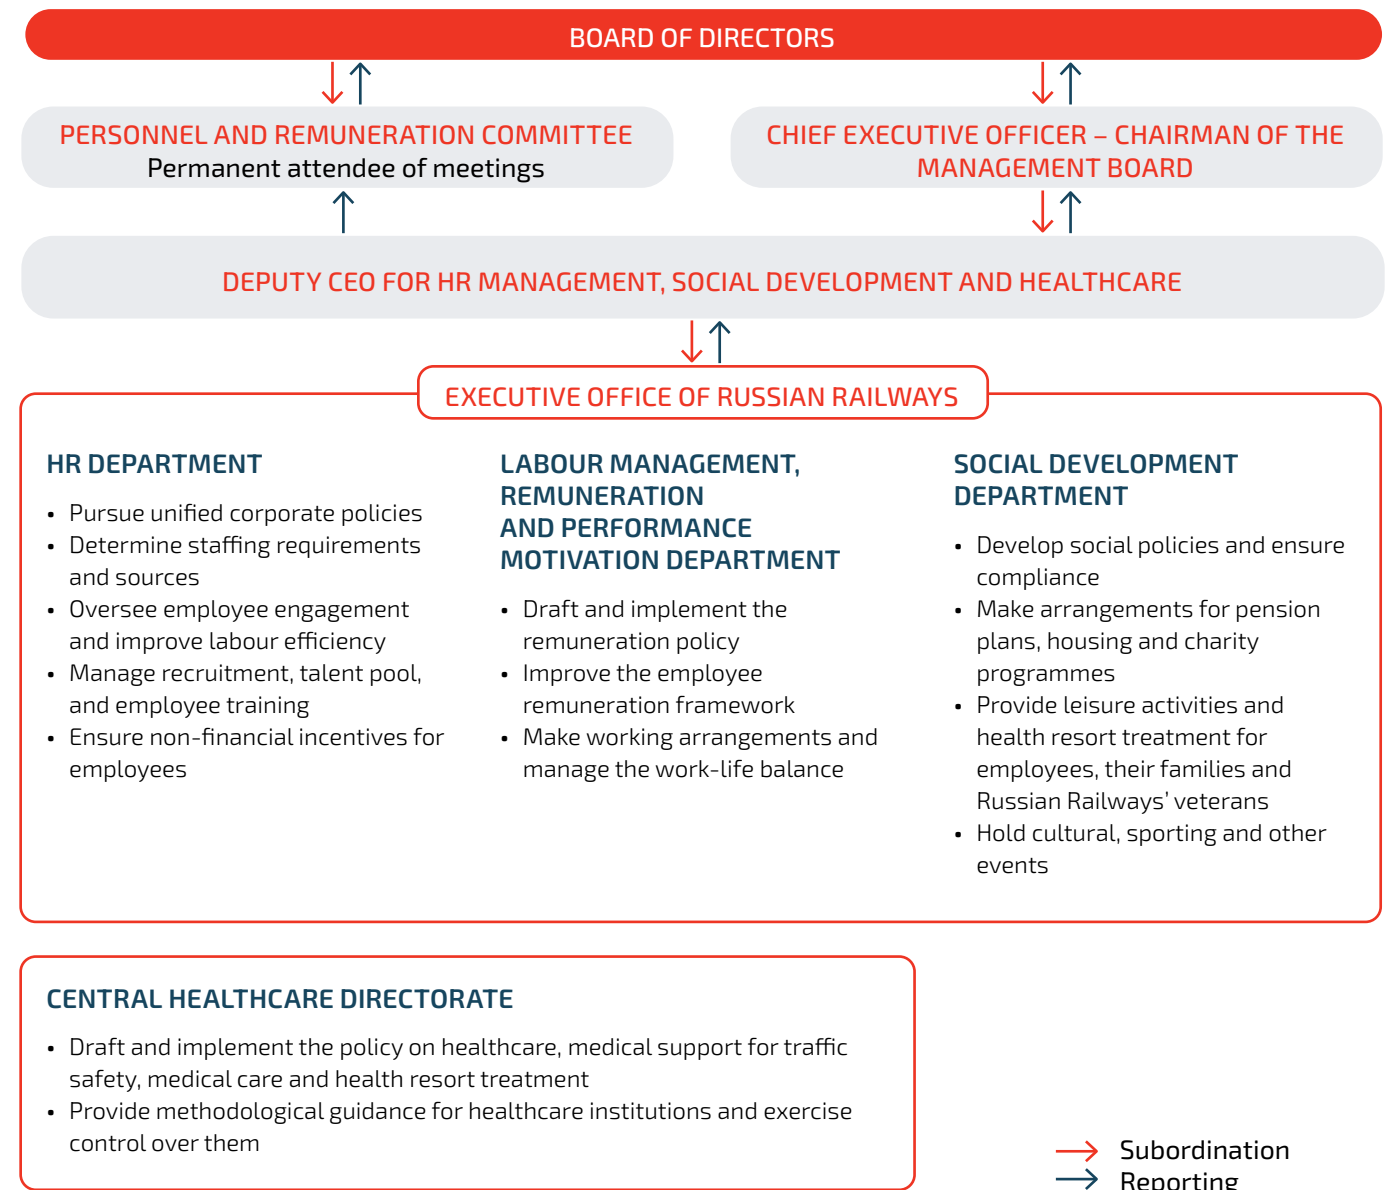 BOARD OF DIRECTORS
PERSONNEL AND REMUNERATION COMMITTEE
Permanent attendee of meetings
CHIEF EXECUTIVE OFFICER – CHAIRMAN OF THE
MANAGEMENT BOARD
DEPUTY CEO FOR HR MANAGEMENT, SOCIAL DEVELOPMENT AND HEALTHCARE
EXECUTIVE OFFICE OF RUSSIAN RAILWAYS
HR DEPARTMENT
• Pursue unified corporate policies
• Determine staffing requirements
and sources
• Oversee employee engagement
and improve labour efficiency
• Manage recruitment, talent pool,
and employee training
• Ensure non-financial incentives for
employees
LABOUR MANAGEMENT,
REMUNERATION
AND PERFORMANCE
MOTIVATION DEPARTMENT
• Draft and implement the
remuneration policy
• Improve the employee
remuneration framework
• Make working arrangements and
manage the work-life balance
SOCIAL DEVELOPMENT
DEPARTMENT
• Develop social policies and ensure
compliance
• Make arrangements for pension
plans, housing and charity
programmes
• Provide leisure activities and
health resort treatment for
employees, their families and
Russian Railways’ veterans
• Hold cultural, sporting and other
events
CENTRAL HEALTHCARE DIRECTORATE
• Draft and implement the policy on healthcare, medical support for traffic
safety, medical care and health resort treatment
• Provide methodological guidance for healthcare institutions and exercise
control over them
Subordination
Reporting